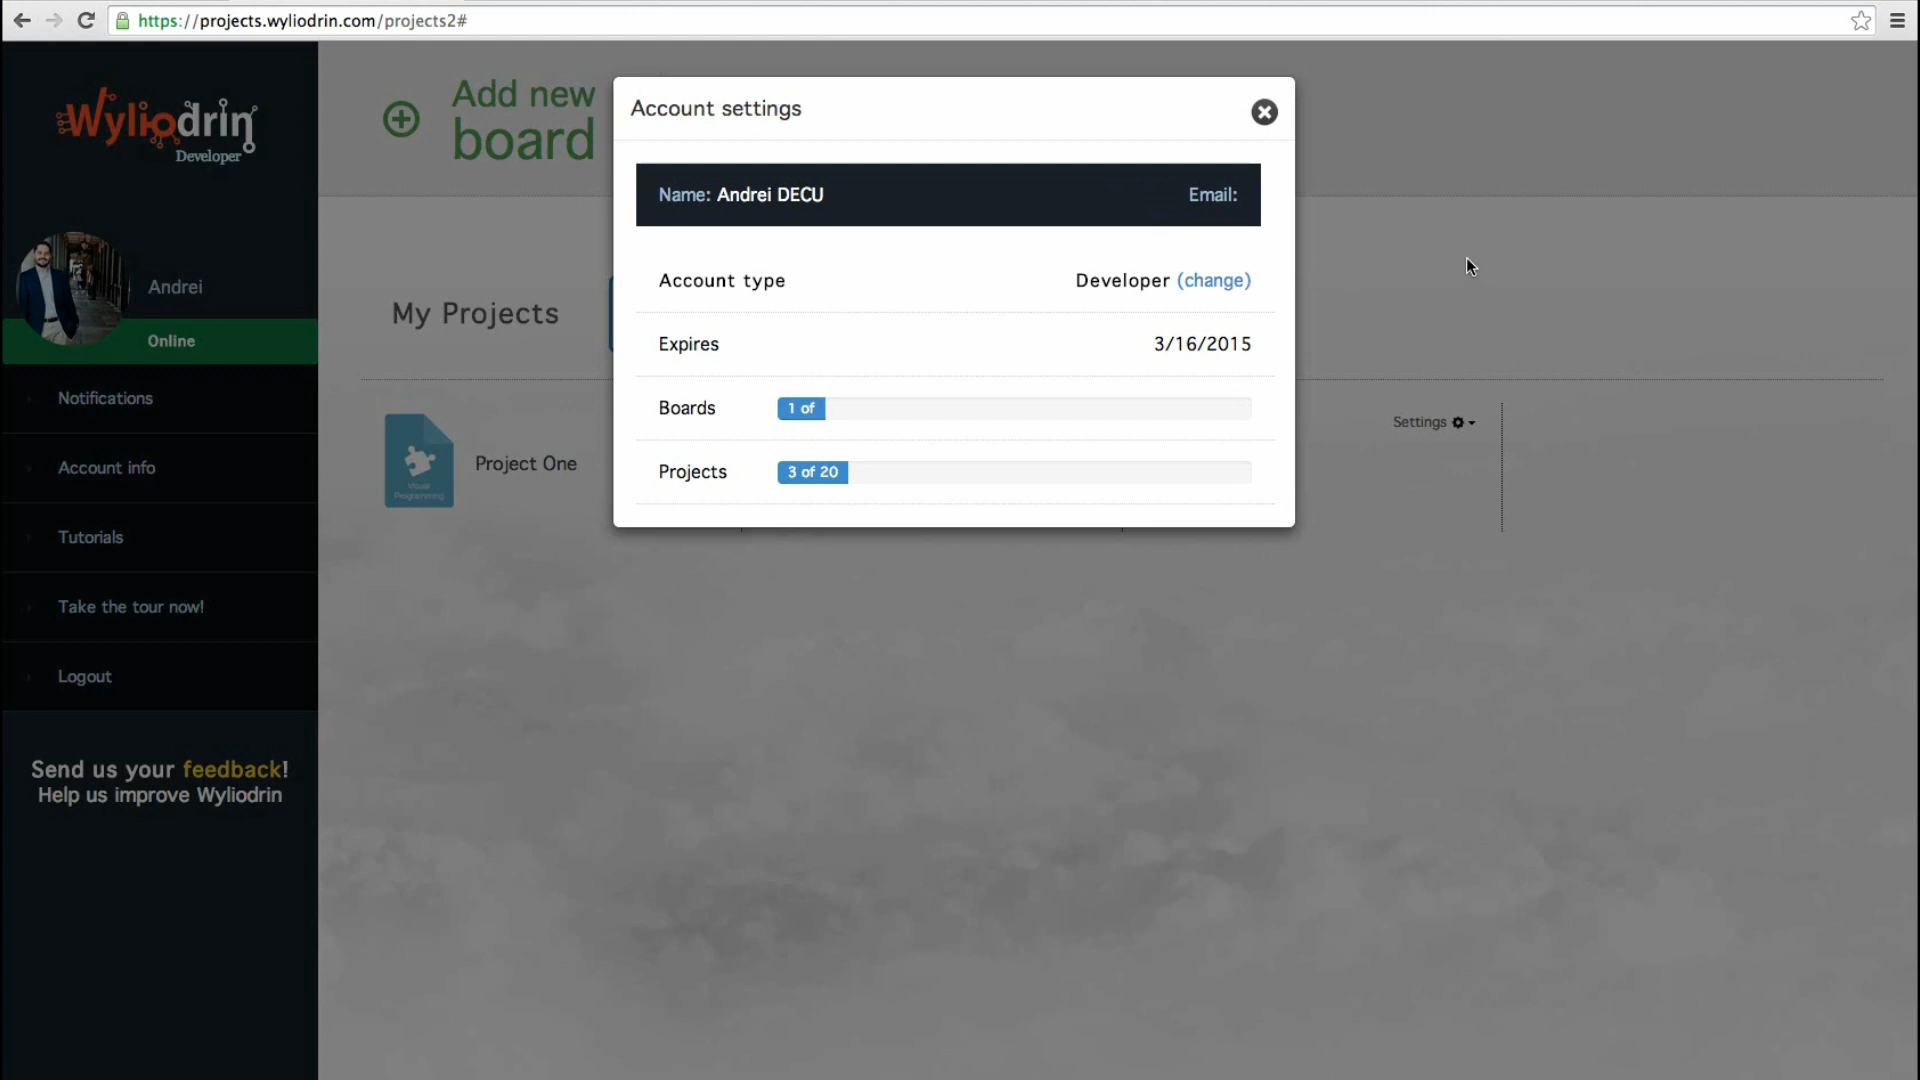 https://projects.wyliodrin.com/projects2#
Wyliodrin
Developer
Andrei
Online
Notifications
Account info
Tutorials
Take the tour now!
Logout
Send us your feedback!
Help us improve Wyliodrin
Add new
board
My Projects
Visual
Programming
Project One
Settings
Account settings
Name: Andrei DECU
Email:
Account type
Developer (change)
Expires
3/16/2015
Boards
1 of
Projects
3 of 20